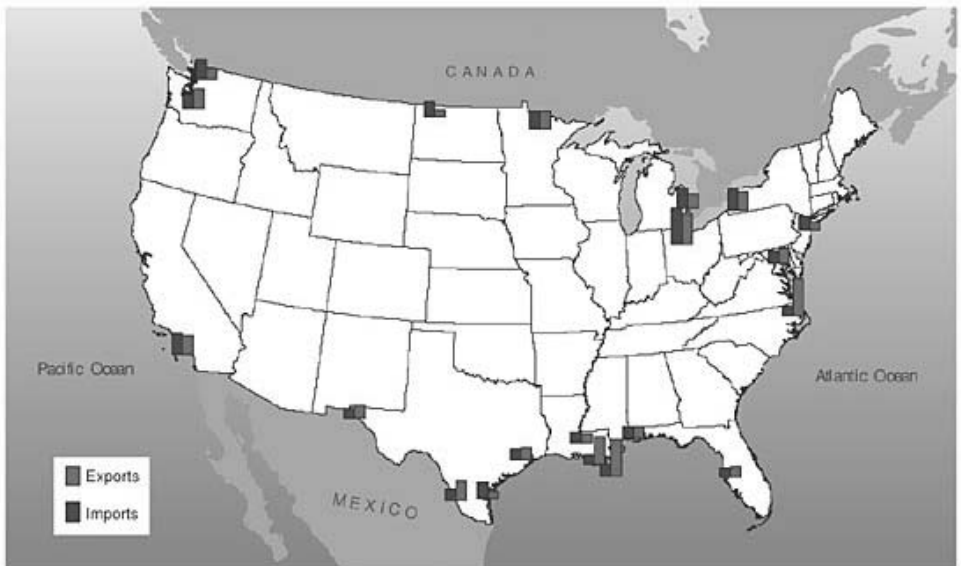 CANADA
Pacific Ocean
Atlantic Ocean
MEXICO
Exports
Imports